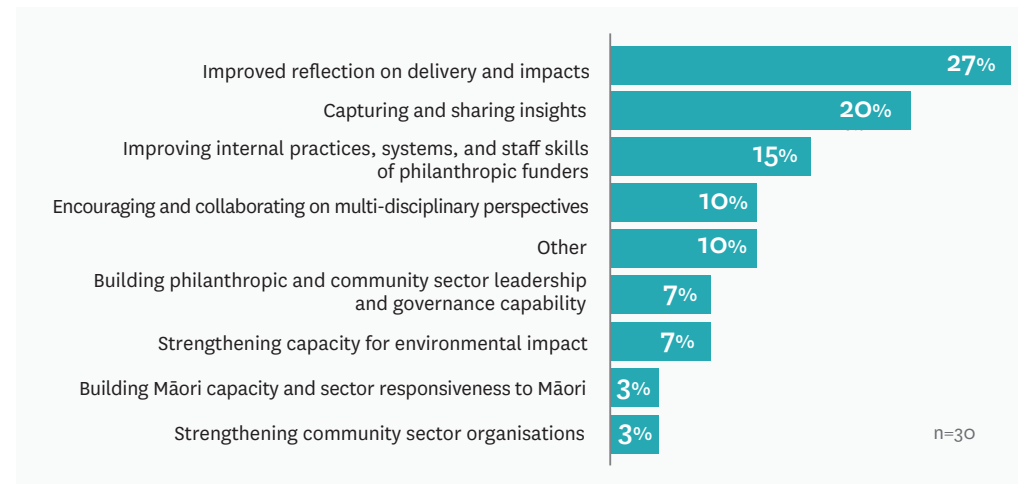 Improved reflection on delivery and impacts 27%
Capturing and sharing insights 20%
Improving internal practices, systems, and staff skills
of philanthropic funders 15%
Encouraging and collaborating on multi-disciplinary perspectives 10%
Other 10%
Building philanthropic and community sector leadership
and governance capability 7%
Strengthening capacity for environmental impact 7%
Building Māori capacity and sector responsiveness to Māori 3%
Strengthening community sector organisations 3%
n=30